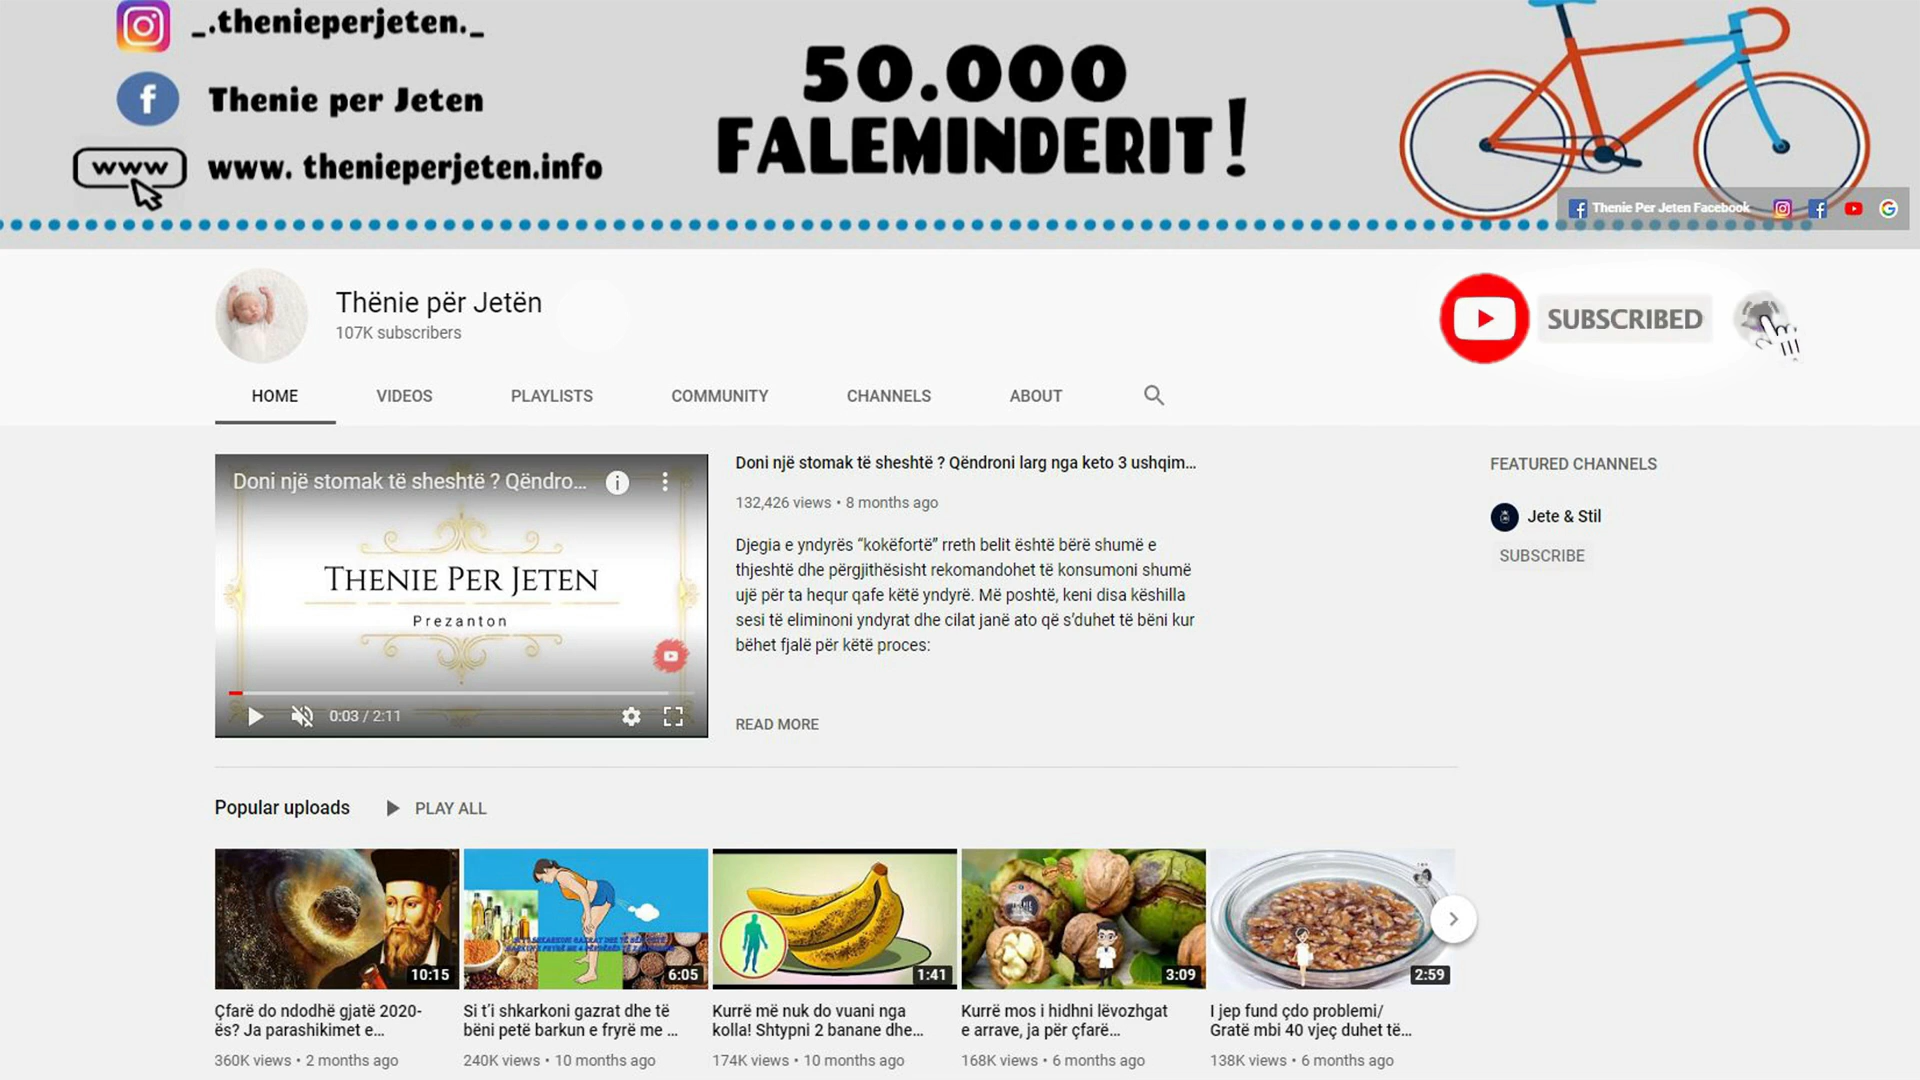 _.thenieperjeten._
Thenie per Jeten
www
www. thenieperjeten.info
50.000
FALEMINDERIT!
Thenie Per Jeten Facebook
Thënie për Jetën
107K subscribers
SUBSCRIBED
HOME
VIDEOS
PLAYLISTS
COMMUNITY
CHANNELS
ABOUT
Doni një stomak të sheshtë ? Qëndro...
THENIE PER JETEN
Prezanton
0:03 / 2:11
Doni një stomak të sheshtë ? Qëndroni larg nga keto 3 ushqim...
132,426 views • 8 months ago
Djegia e yndyrës “kokëfortë” rreth belit është bërë shumë e
thjeshtë dhe përgjithësisht rekomandohet të konsumoni shumë
ujë për ta hequr qafe këtë yndyrë. Më poshtë, keni disa këshilla
sesi të eliminoni yndyrat dhe cilat janë ato që s’duhet të bëni kur
bëhet fjalë për këtë proces:
READ MORE
FEATURED CHANNELS
Jete & Stil
SUBSCRIBE
Popular uploads
PLAY ALL
10:15
Çfarë do ndodhë gjatë 2020-
ës? Ja parashikimet e...
360K views • 2 months ago
6:05
Si t’i shkarkoni gazrat dhe të
bëni petë barkun e fryrë me ...
240K views • 10 months ago
1:41
Kurrë më nuk do vuani nga
kolla! Shtypni 2 banane dhe...
174K views • 10 months ago
3:09
Kurrë mos i hidhni lëvozhgat
e arrave, ja për çfarë...
168K views • 6 months ago
2:59
I jep fund çdo problemi/
Gratë mbi 40 vjeç duhet të...
138K views • 6 months ago